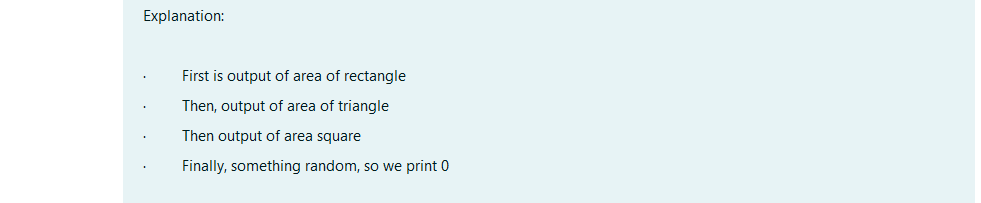 Explanation:
· First is output of area of rectangle
· Then, output of area of triangle
· Then output of area square
· Finally, something random, so we print 0